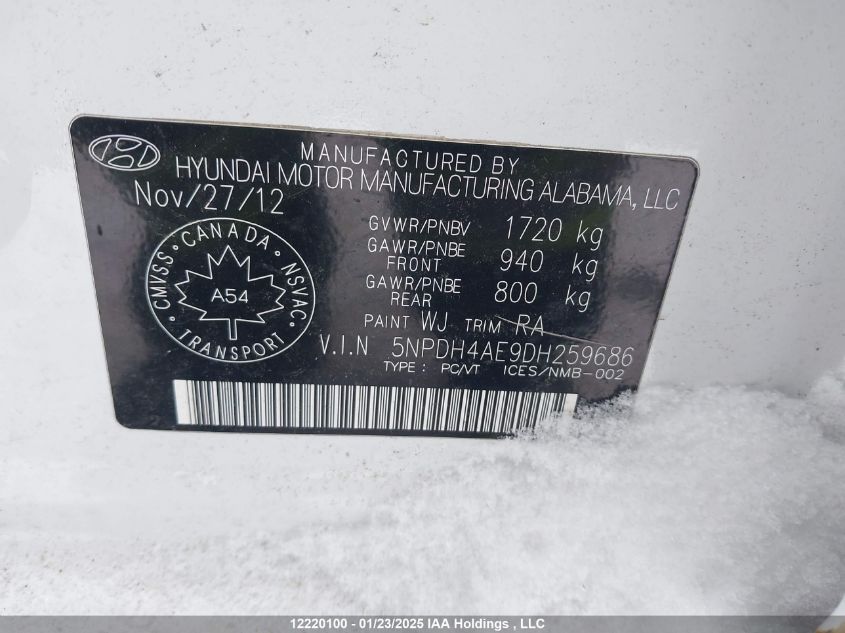 MANUFACTURED BY
HYUNDAI MOTOR MANUFACTURING ALABAMA, LLC
Nov/27/12
GVWR/PNBV 1720 kg
GAWR/PNBE FRONT 940 kg
GAWR/PNBE REAR 800 kg
PAINT WJ TRIM RA
CMVSS · CANADA · NSVAC · TRANSPORT ·
A54
V.I.N 5NPDH4AE9DH259686
TYPE : PC/VT ICES/NMB-002
12220100 - 01/23/2025 IAA Holdings , LLC